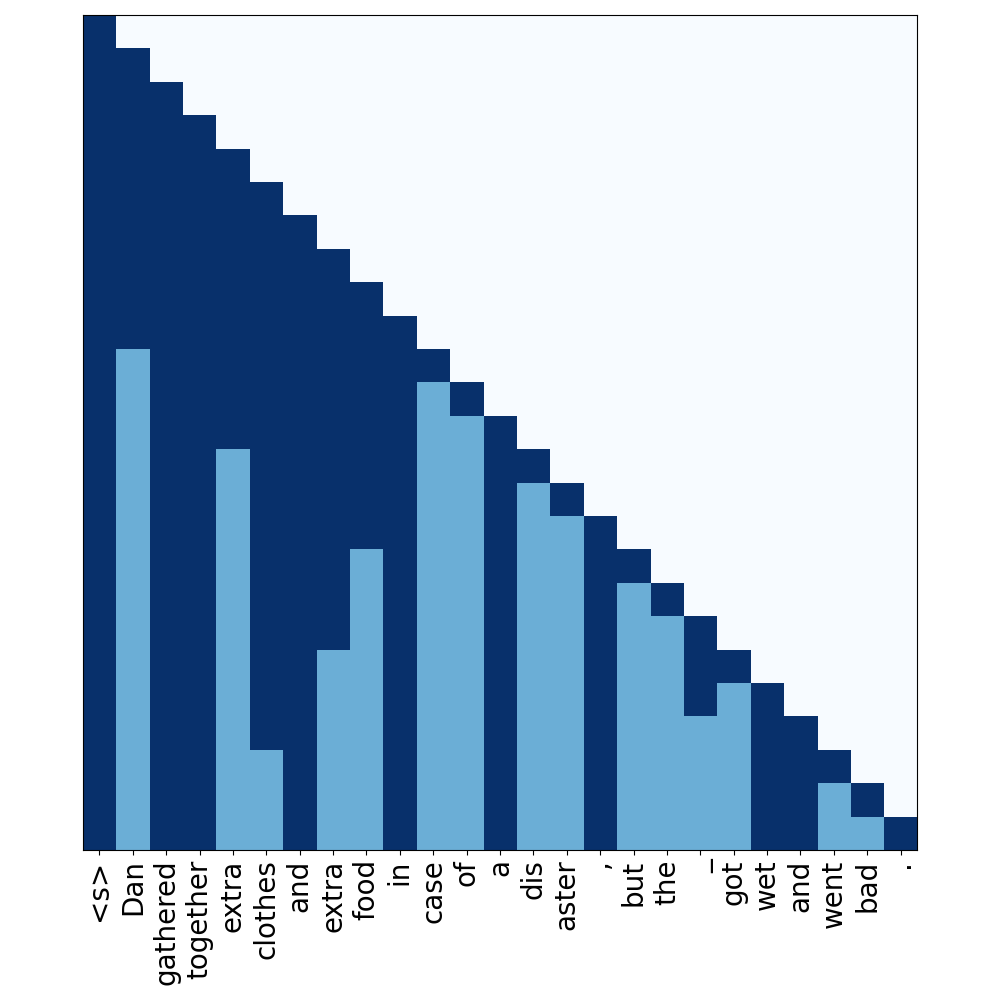 <s>
Dan
gathered
together
extra
clothes
and
extra
food
in
case
of
a
dis
aster
,
but
the
_
got
wet
and
went
bad
.